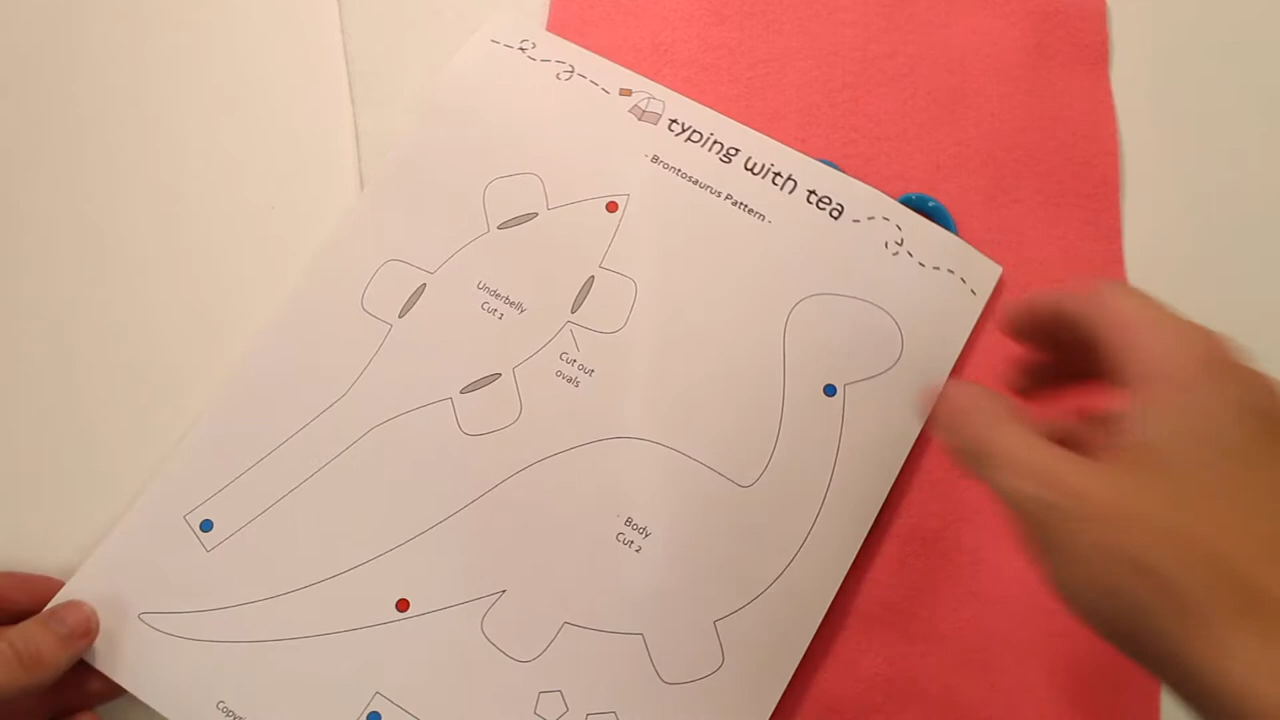 typing with tea
- Brontosaurus Pattern -
Underbelly
Cut 1
Cut out
ovals
Body
Cut 2